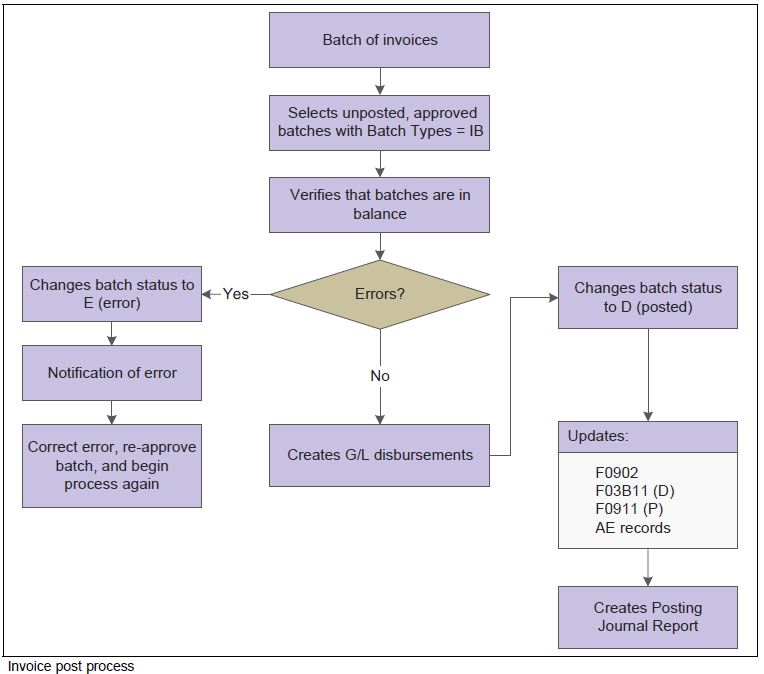 Batch of invoices
Selects unposted, approved
batches with Batch Types = IB
Verifies that batches are in
balance
Errors?
Yes
Changes batch status to
E (error)
Notification of error
Correct error, re-approve
batch, and begin
process again
No
Creates G/L disbursements
Changes batch status
to D (posted)
Updates:
F0902
F03B11 (D)
F0911 (P)
AE records
Creates Posting
Journal Report
Invoice post process